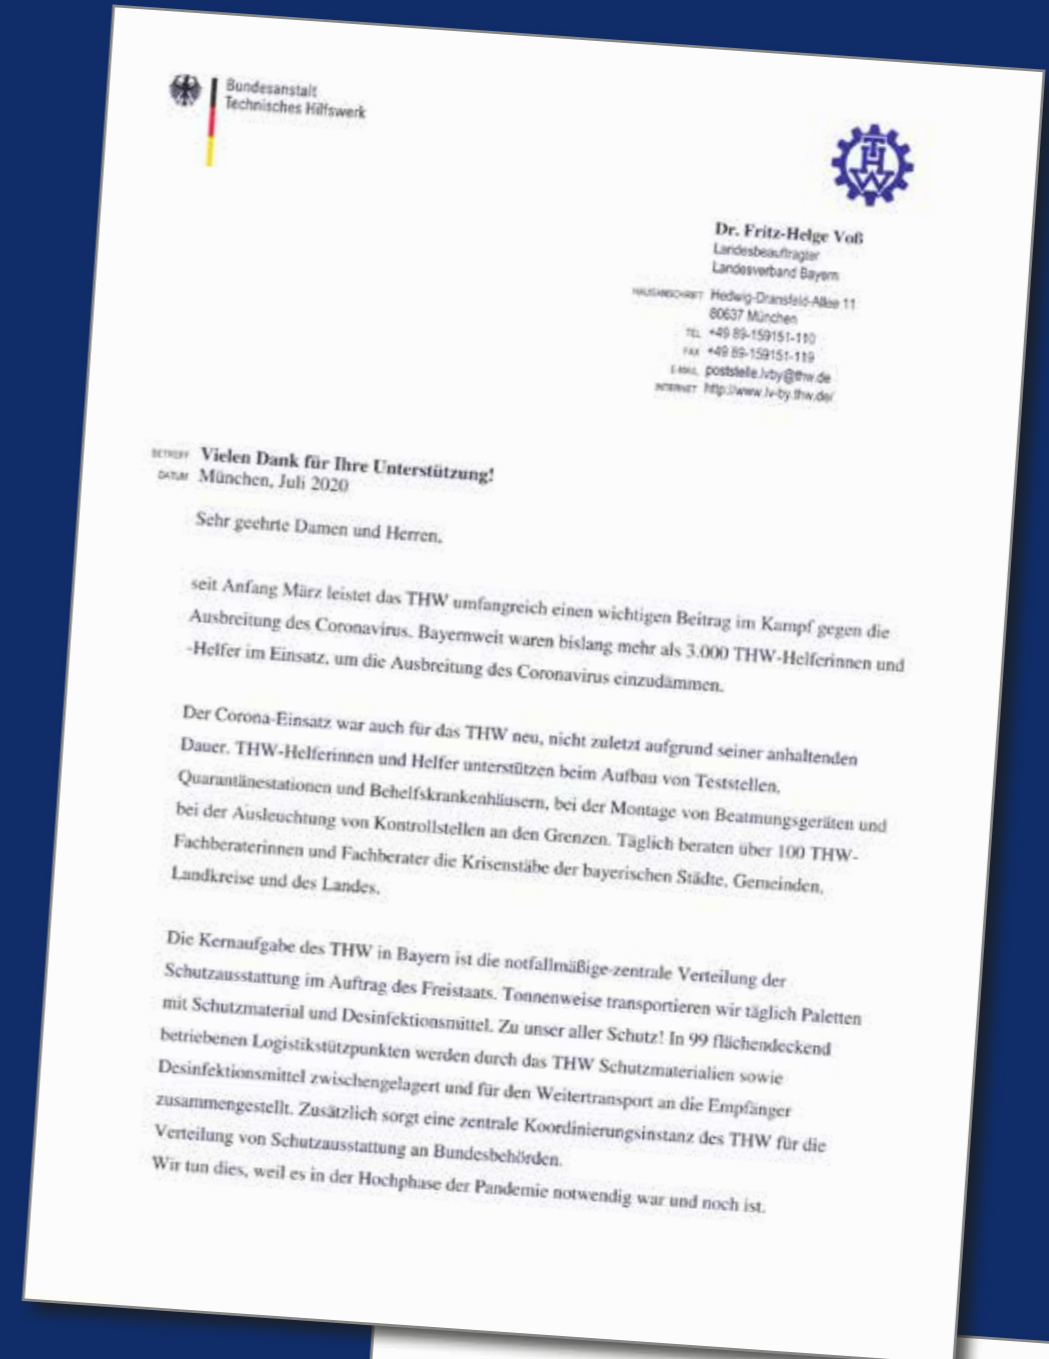 Bundesanstalt
Technisches Hilfswerk
THW
Dr. Fritz-Helge Voß
Landesbeauftragter
Landesverband Bayern
HAUSANSCHRIFT Hedwig-Dransfeld-Allee 11
80637 München
TEL +49 89-159151-110
FAX +49 89-159151-119
E-MAIL poststelle.lvby@thw.de
INTERNET http://www.lv-by.thw.de/
BETREFF Vielen Dank für Ihre Unterstützung!
DATUM München, Juli 2020
Sehr geehrte Damen und Herren,
seit Anfang März leistet das THW umfangreich einen wichtigen Beitrag im Kampf gegen die
Ausbreitung des Coronavirus. Bayernweit waren bislang mehr als 3.000 THW-Helferinnen und
-Helfer im Einsatz, um die Ausbreitung des Coronavirus einzudämmen.
Der Corona-Einsatz war auch für das THW neu, nicht zuletzt aufgrund seiner anhaltenden
Dauer. THW-Helferinnen und Helfer unterstützen beim Aufbau von Teststellen,
Quarantänestationen und Behelfskrankenhäusern, bei der Montage von Beatmungsgeräten und
bei der Ausleuchtung von Kontrollstellen an den Grenzen. Täglich beraten über 100 THW-
Fachberaterinnen und Fachberater die Krisenstäbe der bayerischen Städte, Gemeinden,
Landkreise und des Landes.
Die Kernaufgabe des THW in Bayern ist die notfallmäßige-zentrale Verteilung der
Schutzausstattung im Auftrag des Freistaats. Tonnenweise transportieren wir täglich Paletten
mit Schutzmaterial und Desinfektionsmittel. Zu unser aller Schutz! In 99 flächendeckend
betriebenen Logistikstützpunkten werden durch das THW Schutzmaterialien sowie
Desinfektionsmittel zwischengelagert und für den Weitertransport an die Empfänger
zusammengestellt. Zusätzlich sorgt eine zentrale Koordinierungsinstanz des THW für die
Verteilung von Schutzausstattung an Bundesbehörden.
Wir tun dies, weil es in der Hochphase der Pandemie notwendig war und noch ist.